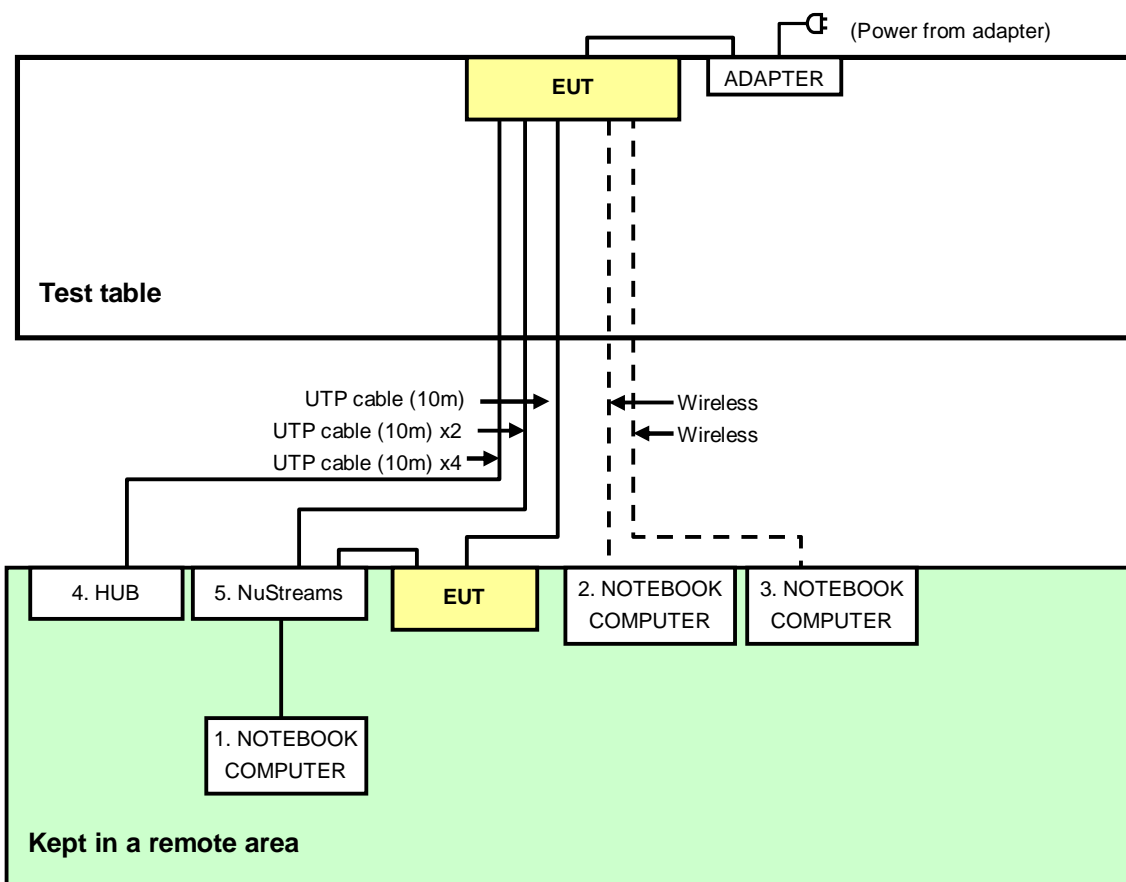 (Power from adapter)
EUT
ADAPTER
Test table
UTP cable (10m)
Wireless
UTP cable (10m) x2
Wireless
UTP cable (10m) x4
4. HUB
5. NuStreams
EUT
2. NOTEBOOK
COMPUTER
3. NOTEBOOK
COMPUTER
1. NOTEBOOK
COMPUTER
Kept in a remote area